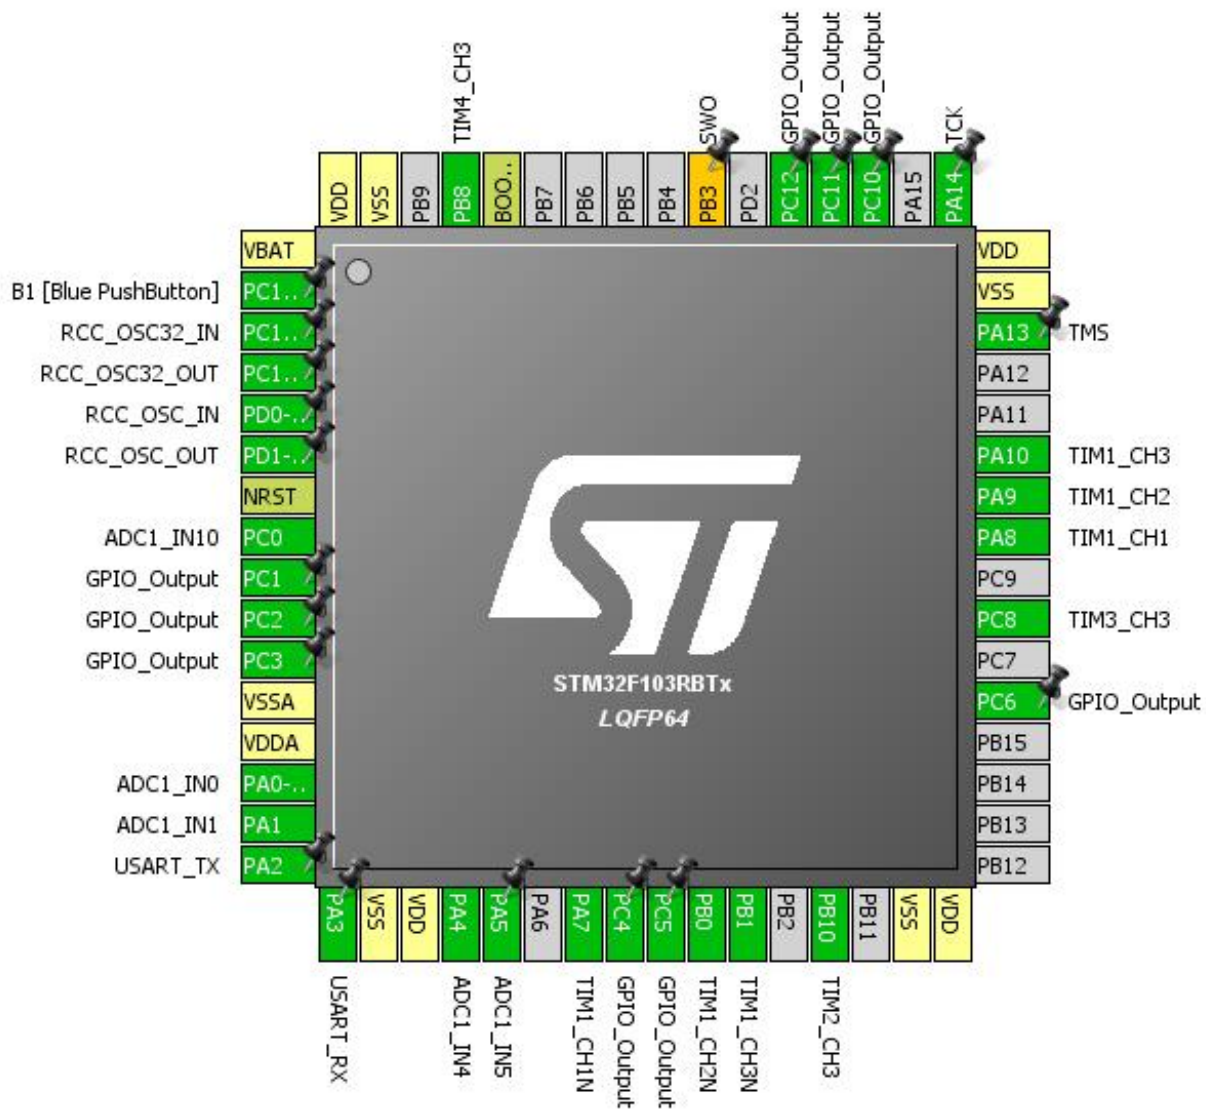 TIM4_CH3
SWO
GPIO_Output
GPIO_Output
GPIO_Output
TCK
VDD
VSS
PB9
PB8
BOO..
PB7
PB6
PB5
PB4
PB3
PD2
PC12
PC11
PC10
PA15
PA14
VBAT
B1 [Blue PushButton] PC1..
RCC_OSC32_IN PC1..
RCC_OSC32_OUT PC1..
RCC_OSC_IN PD0-..
RCC_OSC_OUT PD1-..
NRST
ADC1_IN10 PC0
GPIO_Output PC1
GPIO_Output PC2
GPIO_Output PC3
VSSA
VDDA
ADC1_IN0 PA0-..
ADC1_IN1 PA1
USART_TX PA2
ST
STM32F103RBTx
LQFP64
VDD
VSS
PA13 TMS
PA12
PA11
PA10 TIM1_CH3
PA9 TIM1_CH2
PA8 TIM1_CH1
PC9
PC8 TIM3_CH3
PC7
PC6 GPIO_Output
PB15
PB14
PB13
PB12
PA3
VSS
VDD
PA4
PA5
PA6
PA7
PC4
PC5
PB0
PB1
PB2
PB10
PB11
VSS
VDD
USART_RX
ADC1_IN4
ADC1_IN5
TIM1_CH1N
GPIO_Output
GPIO_Output
TIM1_CH2N
TIM1_CH3N
TIM2_CH3